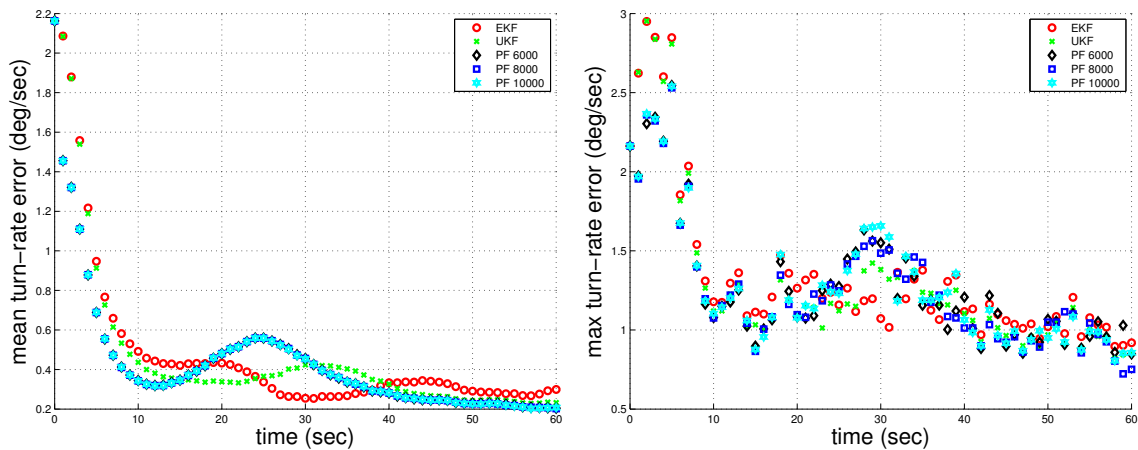 2.2
2
1.8
1.6
1.4
1.2
1
0.8
0.6
0.4
0.2
mean turn-rate error (deg/sec)
EKF
UKF
PF 6000
PF 8000
PF 10000
0 10 20 30 40 50 60
time (sec)
3
2.5
2
1.5
1
0.5
max turn-rate error (deg/sec)
EKF
UKF
PF 6000
PF 8000
PF 10000
0 10 20 30 40 50 60
time (sec)